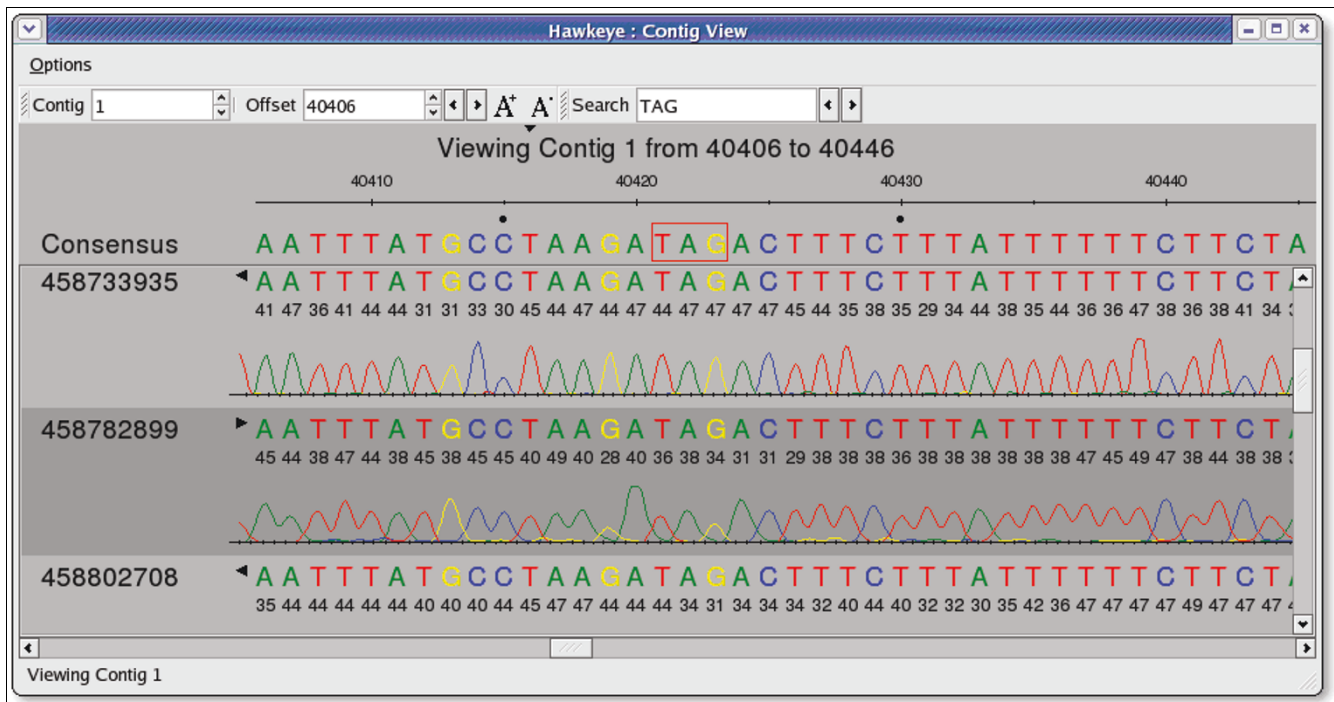 Hawkeye : Contig View
Options
Contig 1 Offset 40406 A+ A- Search TAG
Viewing Contig 1 from 40406 to 40446
40410 40420 40430 40440
Consensus A A T T T A T G C C T A A G A T A G A C T T T C T T T A T T T T T T C T T C T A
458733935 A A T T T A T G C C T A A G A T A G A C T T T C T T T A T T T T T T C T T C T
41 47 36 41 44 44 31 31 33 30 45 44 47 44 47 44 47 47 47 47 45 44 35 38 35 29 34 44 38 35 44 36 36 47 38 36 38 41 34
458782899 A A T T T A T G C C T A A G A T A G A C T T T C T T T A T T T T T T C T T C T
45 44 38 47 44 38 45 38 45 45 40 49 40 28 40 36 38 34 31 31 29 38 38 38 36 38 38 38 38 38 38 47 45 49 47 38 44 38 38
458802708 A A T T T A T G C C T A A G A T A G A C T T T C T T T A T T T T T T C T T C T
35 44 44 44 44 44 40 40 40 44 45 47 47 44 44 44 34 31 34 34 34 32 40 44 40 32 32 30 35 42 36 47 47 47 47 49 47 47 47
Viewing Contig 1